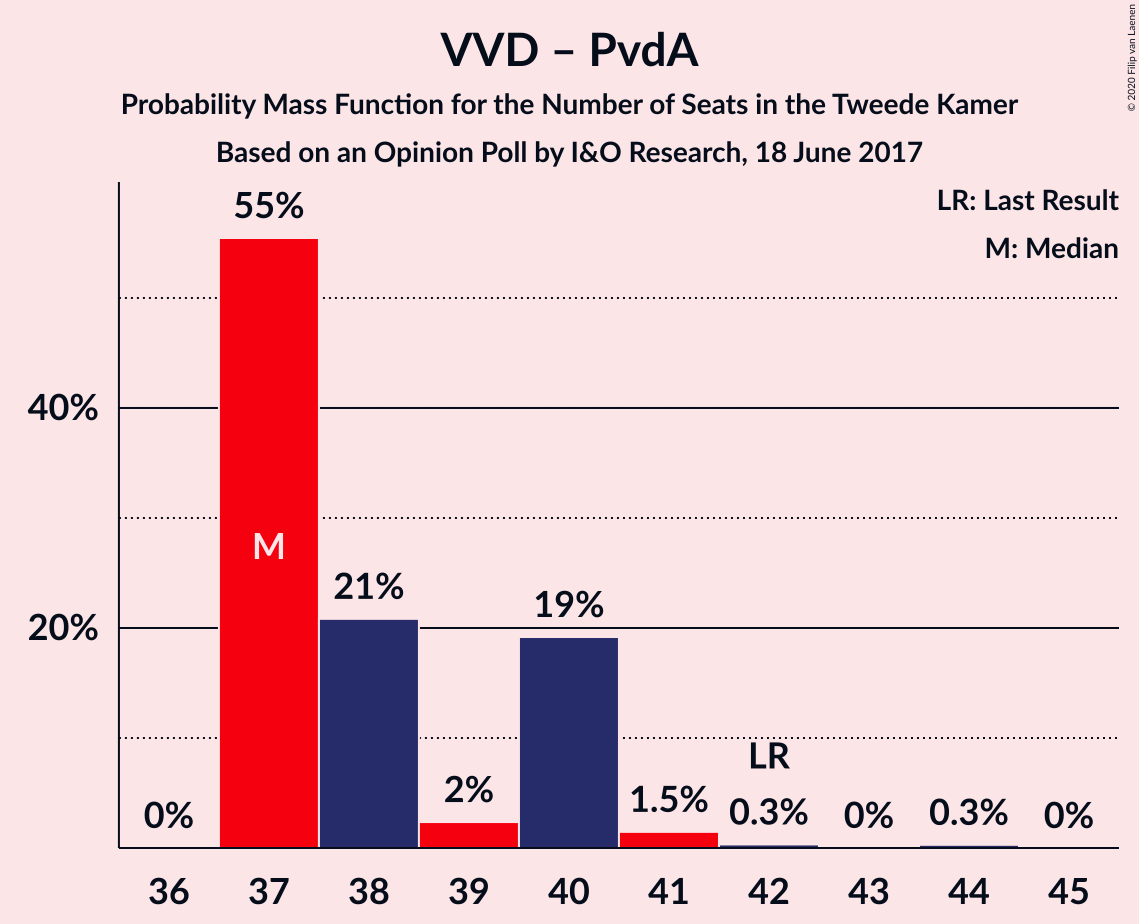 VVD – PvdA
Probability Mass Function for the Number of Seats in the Tweede Kamer
Based on an Opinion Poll by I&O Research, 18 June 2017
© 2020 Filip van Laenen
LR: Last Result
M: Median
55%
40%
M
21%
19%
20%
LR
2%
1.5%
0%
0.3%
0%
0.3%
0%
36 37 38 39 40 41 42 43 44 45